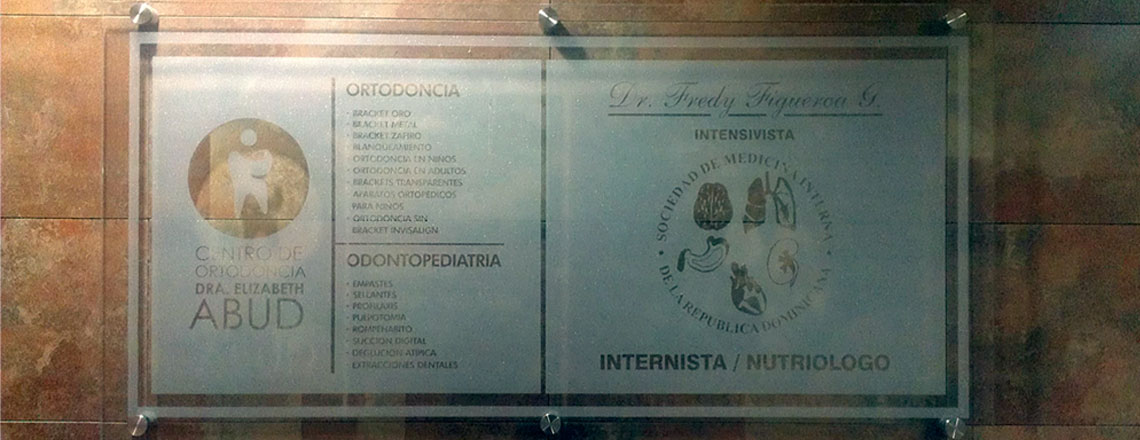 CENTRO DE
ORTODONCIA
DRA. ELIZABETH
ABUD
ORTODONCIA
- BRACKET ORO
- BRACKET METAL
- BRACKET ZAFIRO
- BLANQUEAMIENTO
- ORTODONCIA EN NIÑOS
- ORTODONCIA EN ADULTOS
- BRACKETS TRANSPARENTES
APARATOS ORTOPEDICOS
PARA NIÑOS
- ORTODONCIA SIN
BRACKET INVISALIGN
ODONTOPEDIATRIA
- EMPASTES
- SELLANTES
- PROFILAXIS
- PULPOTOMIA
- ROMPEHABITO
- SUCCION DIGITAL
- DEGLUCION ATIPICA
- EXTRACCIONES DENTALES
Dr. Fredy Figueroa G.
INTENSIVISTA
SOCIEDAD DE MEDICINA INTERNA
• DE LA REPUBLICA DOMINICANA •
INTERNISTA / NUTRIOLOGO